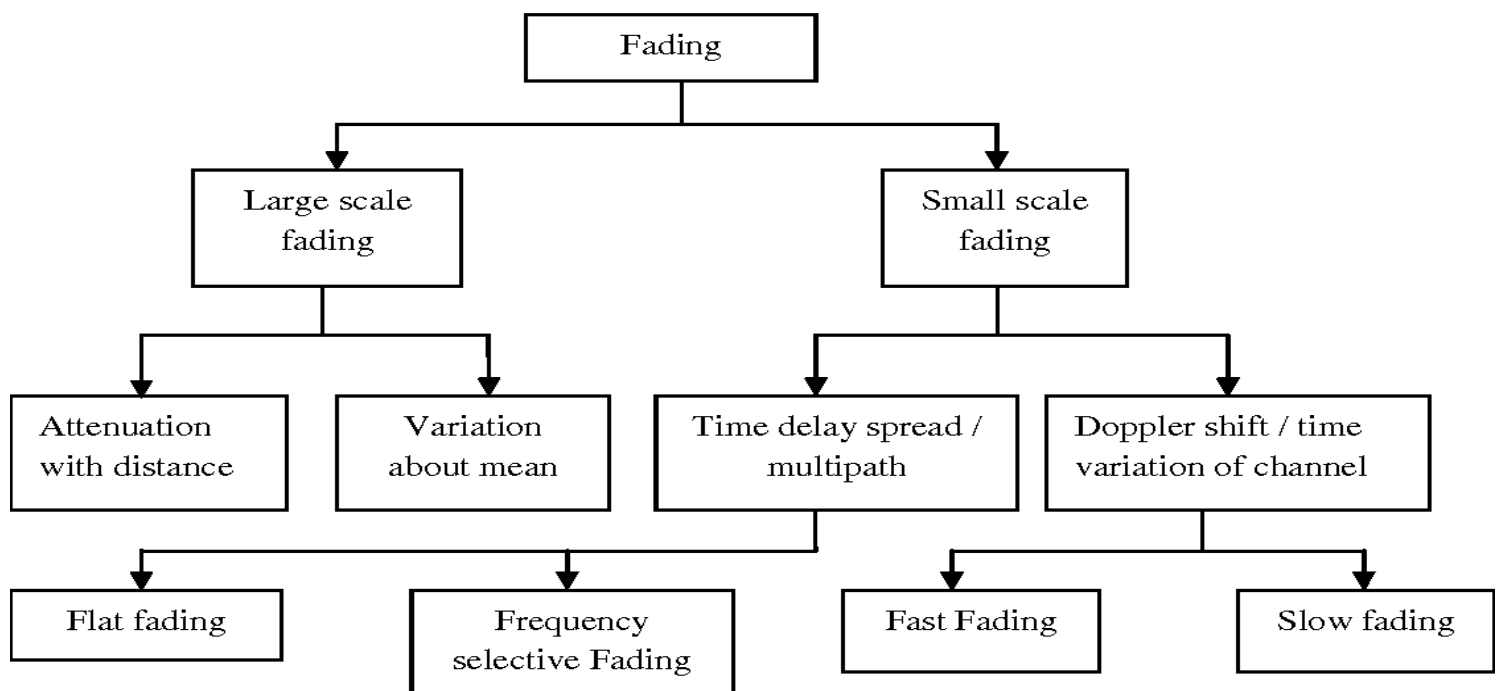 Fading
Large scale
fading
Small scale
fading
Attenuation
with distance
Variation
about mean
Time delay spread /
multipath
Doppler shift / time
variation of channel
Flat fading
Frequency
selective Fading
Fast Fading
Slow fading